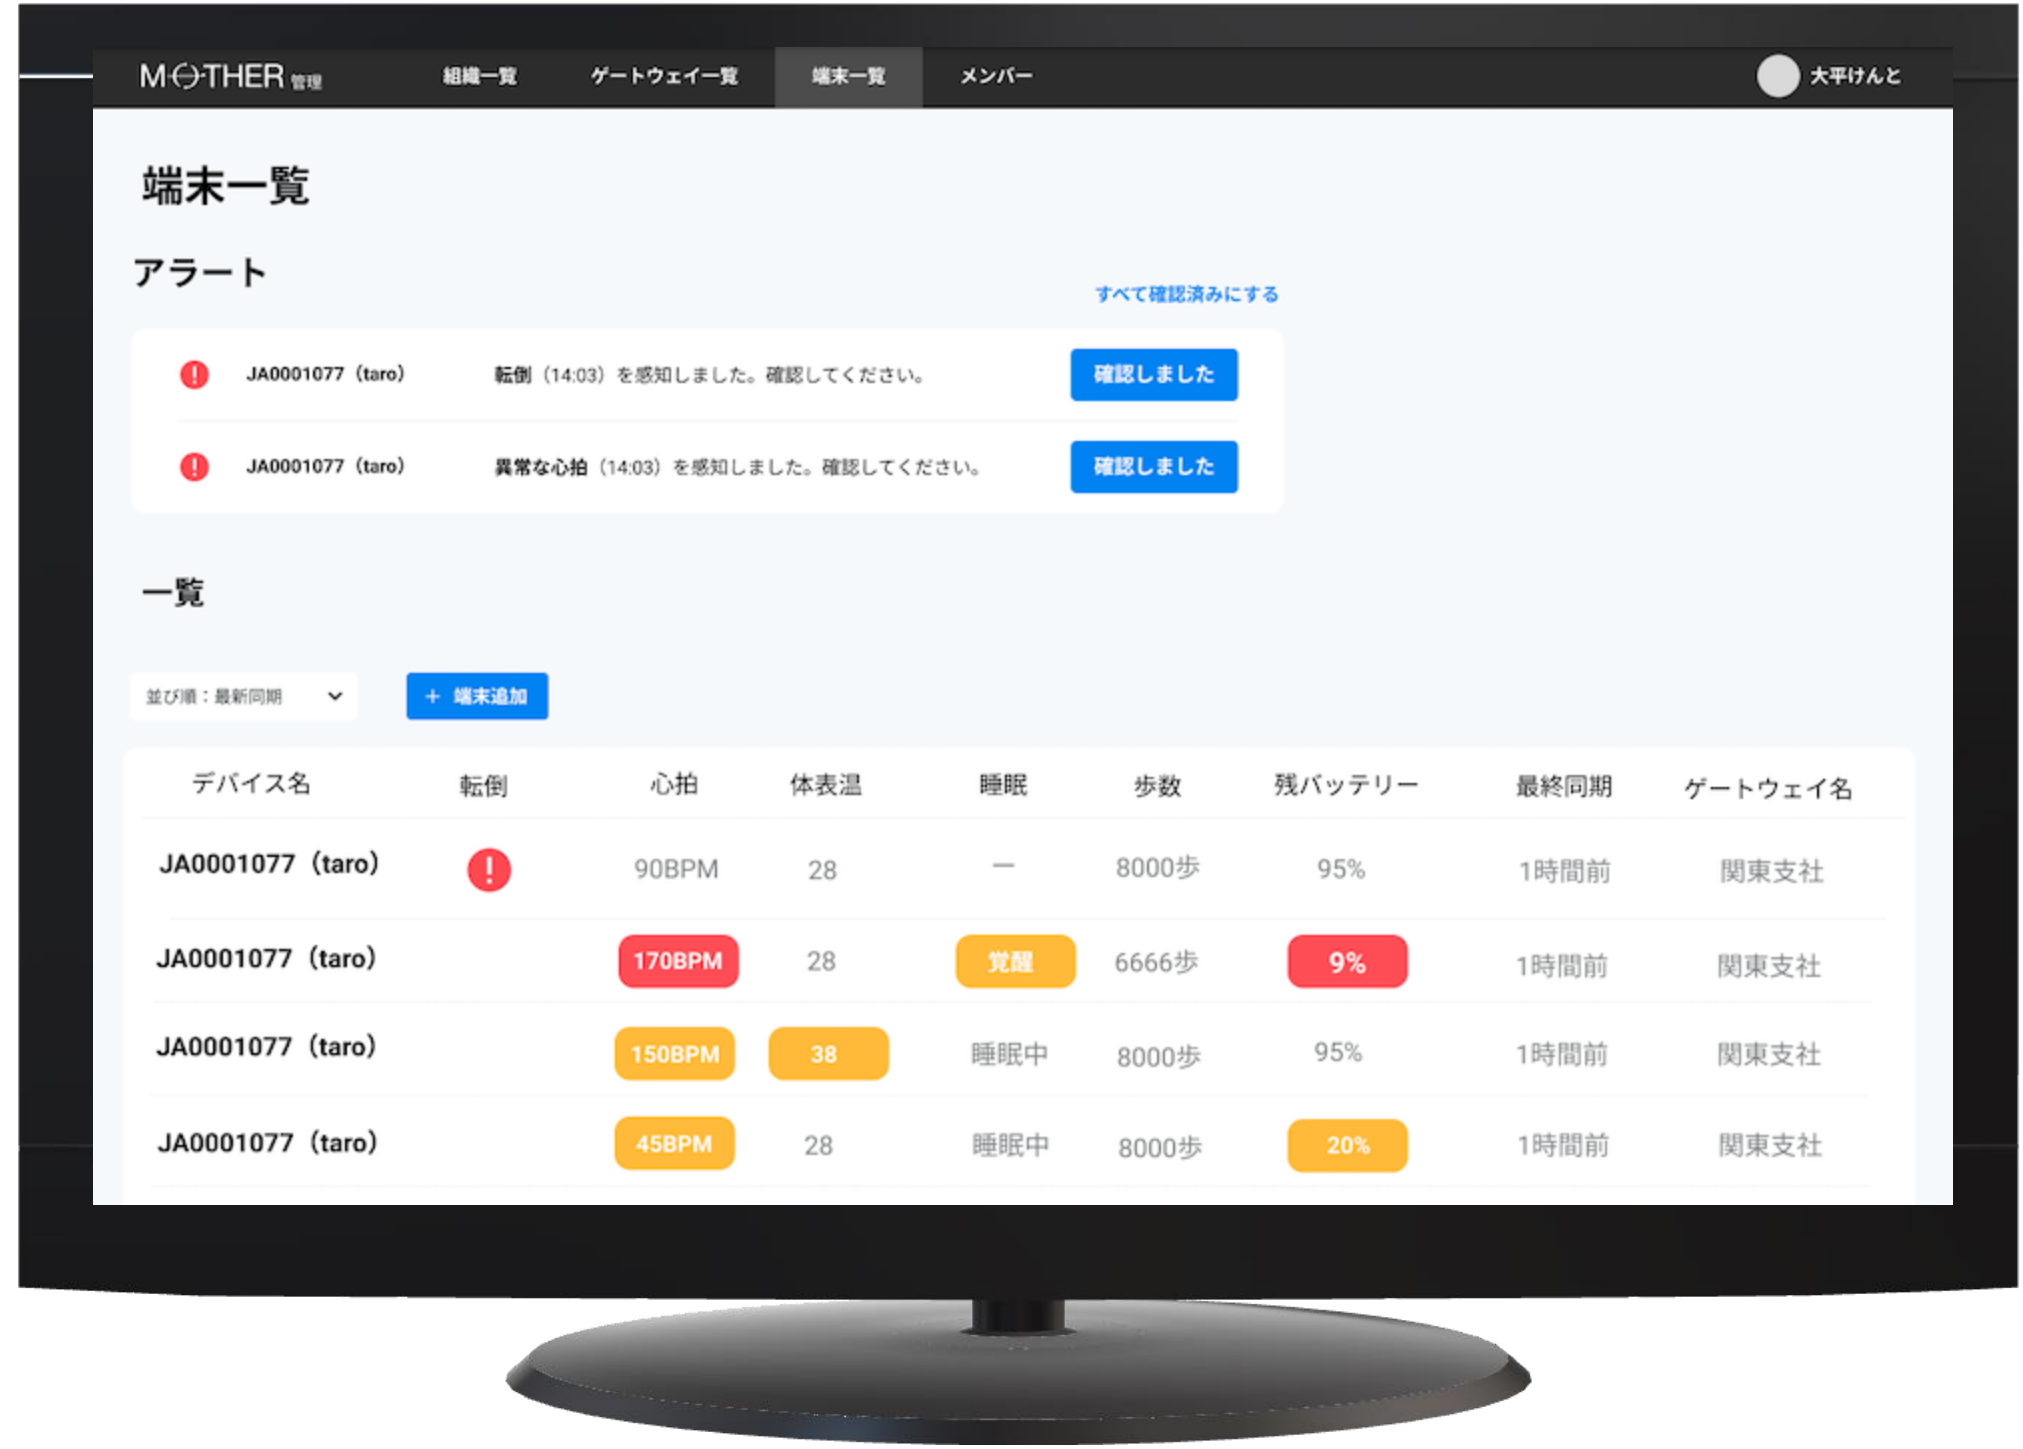 MOTHER 管理 組織一覧 ゲートウェイ一覧 端末一覧 メンバー 大平けんと
端末一覧
アラート
すべて確認済みにする
JA0001077（taro） 転倒（14:03）を感知しました。確認してください。 確認しました
JA0001077（taro） 異常な心拍（14:03）を感知しました。確認してください。 確認しました
一覧
並び順：最新同期 + 端末追加
デバイス名 転倒 心拍 体表温 睡眠 歩数 残バッテリー 最終同期 ゲートウェイ名
JA0001077（taro） ! 90BPM 28 — 8000歩 95% 1時間前 関東支社
JA0001077（taro） 170BPM 28 覚醒 6666歩 9% 1時間前 関東支社
JA0001077（taro） 150BPM 38 睡眠中 8000歩 95% 1時間前 関東支社
JA0001077（taro） 45BPM 28 睡眠中 8000歩 20% 1時間前 関東支社